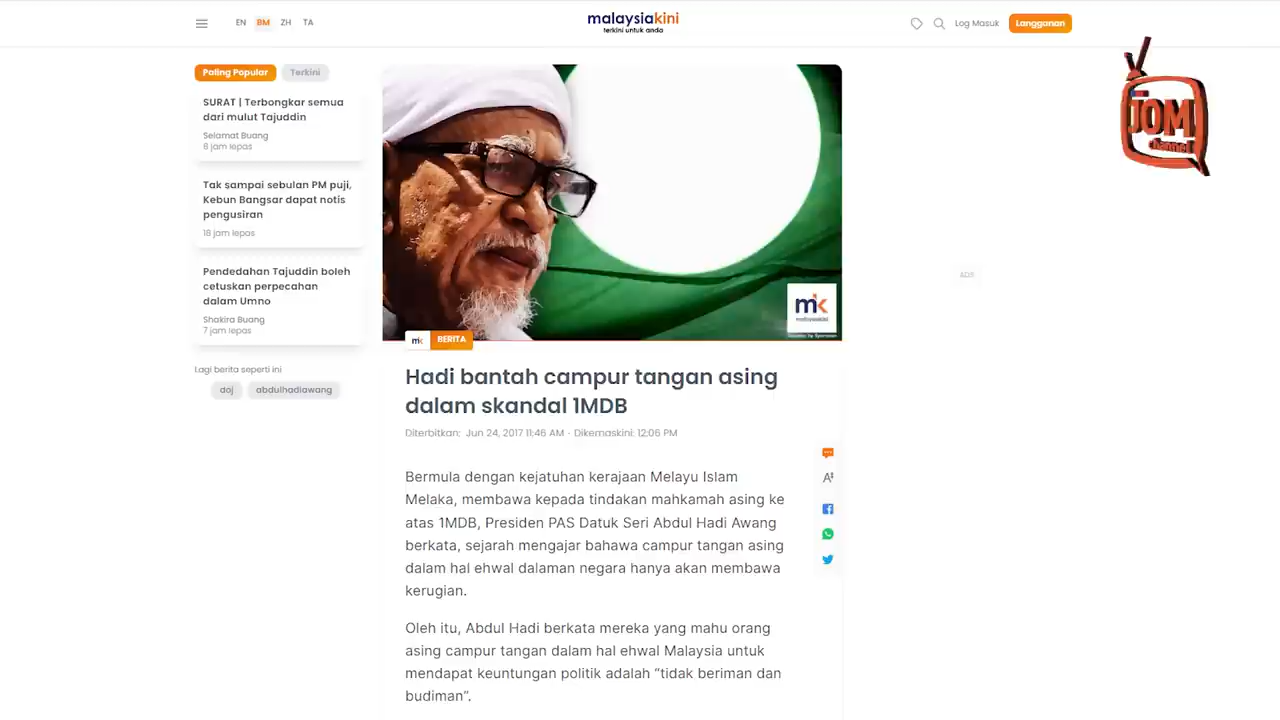 EN BM ZH TA
malaysiakini
terkini untuk anda
Log Masuk
Langganan
JOM
channel
Paling Popular
Terkini
SURAT | Terbongkar semua
dari mulut Tajuddin
Selamat Buang
6 jam lepas
Tak sampai sebulan PM puji,
Kebun Bangsar dapat notis
pengusiran
18 jam lepas
Pendedahan Tajuddin boleh
cetuskan perpecahan
dalam Umno
Shakira Buang
7 jam lepas
Lagi berita seperti ini
doj
abdulhadiawang
mk
malaysiakini
mk BERITA
Hadi bantah campur tangan asing
dalam skandal 1MDB
Diterbitkan: Jun 24, 2017 11:46 AM - Dikemaskini: 12:06 PM
Bermula dengan kejatuhan kerajaan Melayu Islam
Melaka, membawa kepada tindakan mahkamah asing ke
atas 1MDB, Presiden PAS Datuk Seri Abdul Hadi Awang
berkata, sejarah mengajar bahawa campur tangan asing
dalam hal ehwal dalaman negara hanya akan membawa
kerugian.
Oleh itu, Abdul Hadi berkata mereka yang mahu orang
asing campur tangan dalam hal ehwal Malaysia untuk
mendapat keuntungan politik adalah “tidak beriman dan
budiman”.
ADS